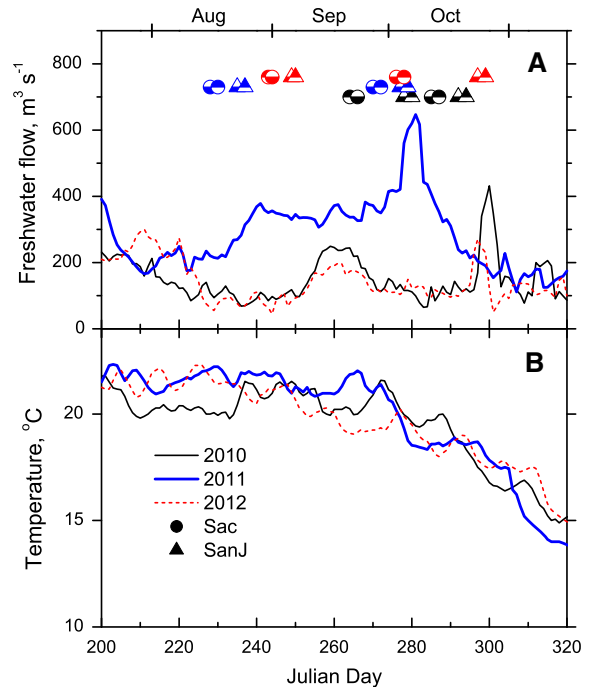 Aug Sep Oct
A
800
600
400
200
0
Freshwater flow, m³ s⁻¹
B
20
15
10
Temperature, °C
2010
2011
2012
Sac
SanJ
200 220 240 260 280 300 320
Julian Day